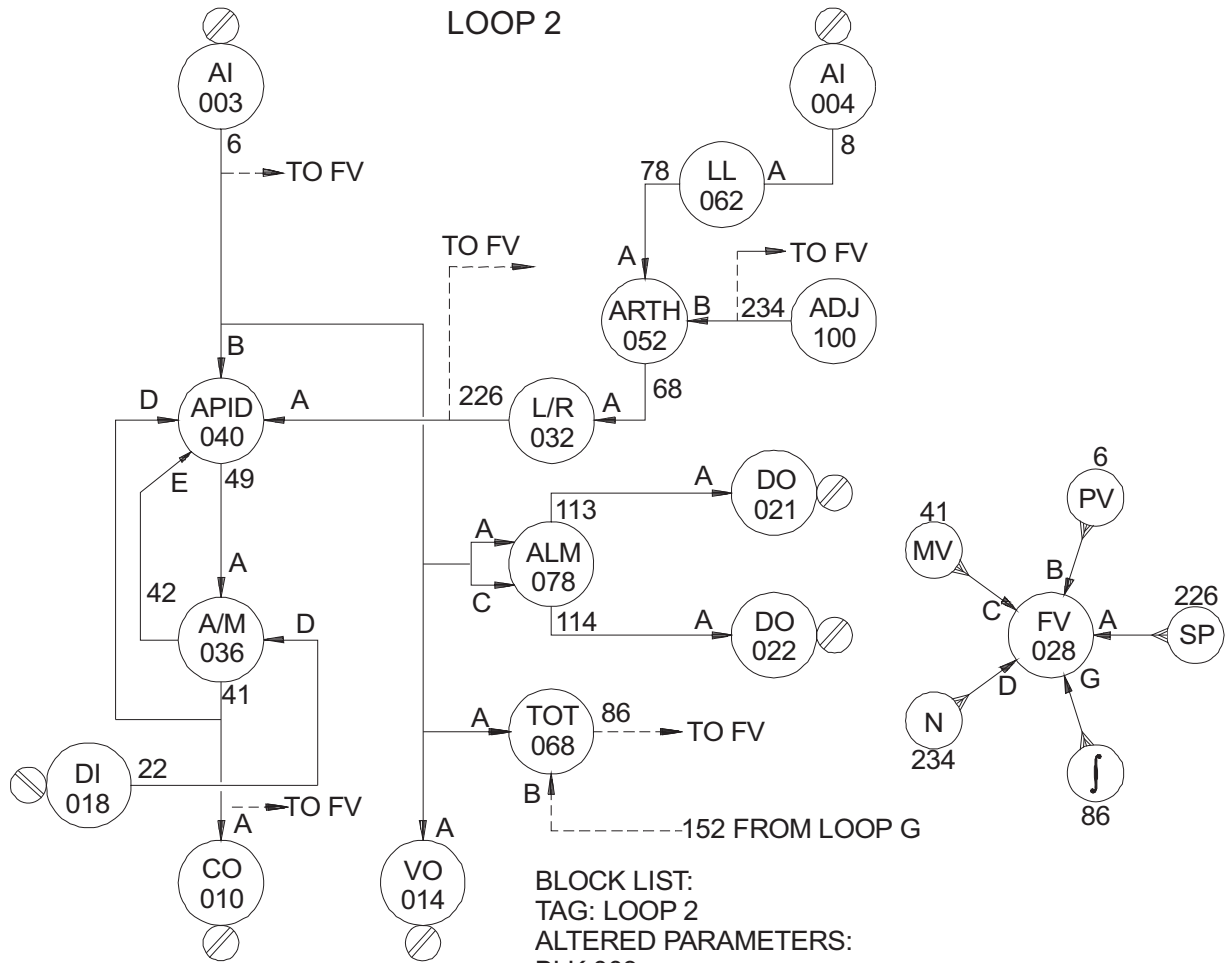 LOOP 2
AI
003
AI
004
6
8
TO FV
78
LL
062
A
TO FV
TO FV
A
ARTH
052
B
234
ADJ
100
B
68
D
APID
040
A
226
L/R
032
A
E
49
6
PV
A
DO
021
113
41
MV
A
ALM
078
B
A
C
C
FV
028
A
226
SP
42
D
A/M
036
114
A
DO
022
D
G
41
N
234
A
TOT
068
86
TO FV
DI
018
22
∫
86
B
TO FV
152 FROM LOOP G
A
A
CO
010
VO
014
BLOCK LIST:
TAG: LOOP 2
ALTERED PARAMETERS: